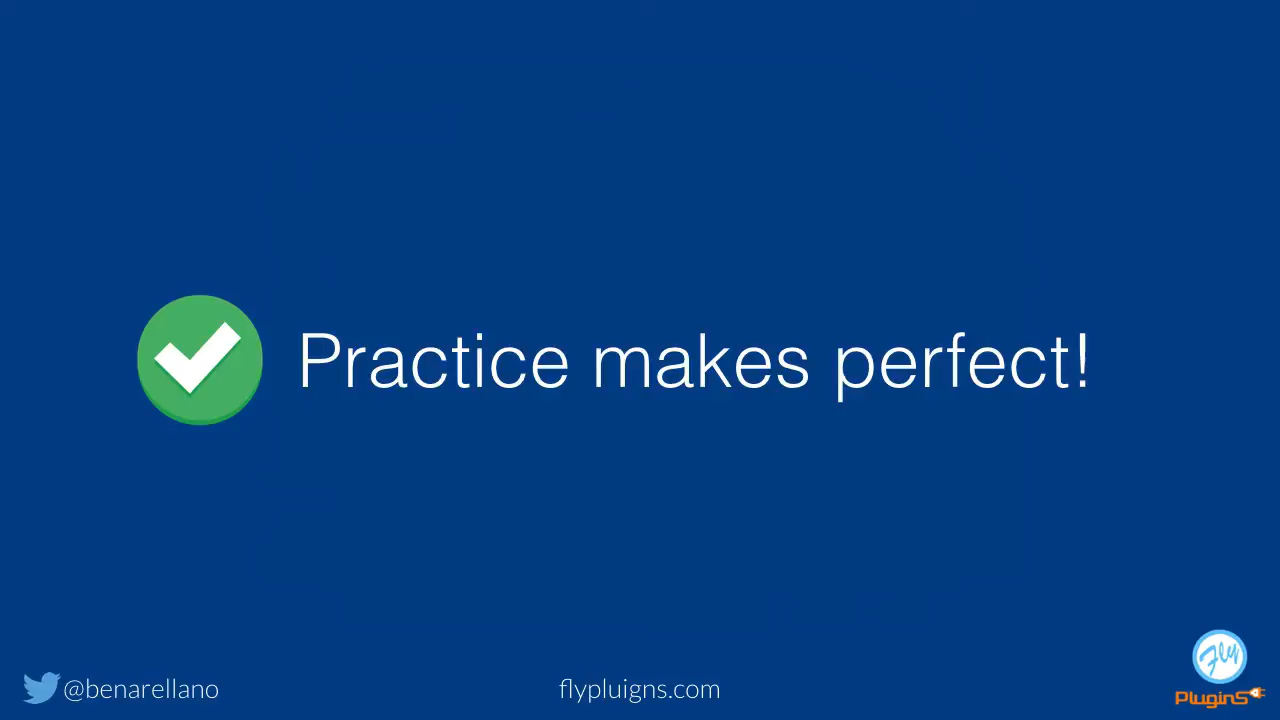 Practice makes perfect!
@benarellano
flypluigns.com
Fly
PluginS